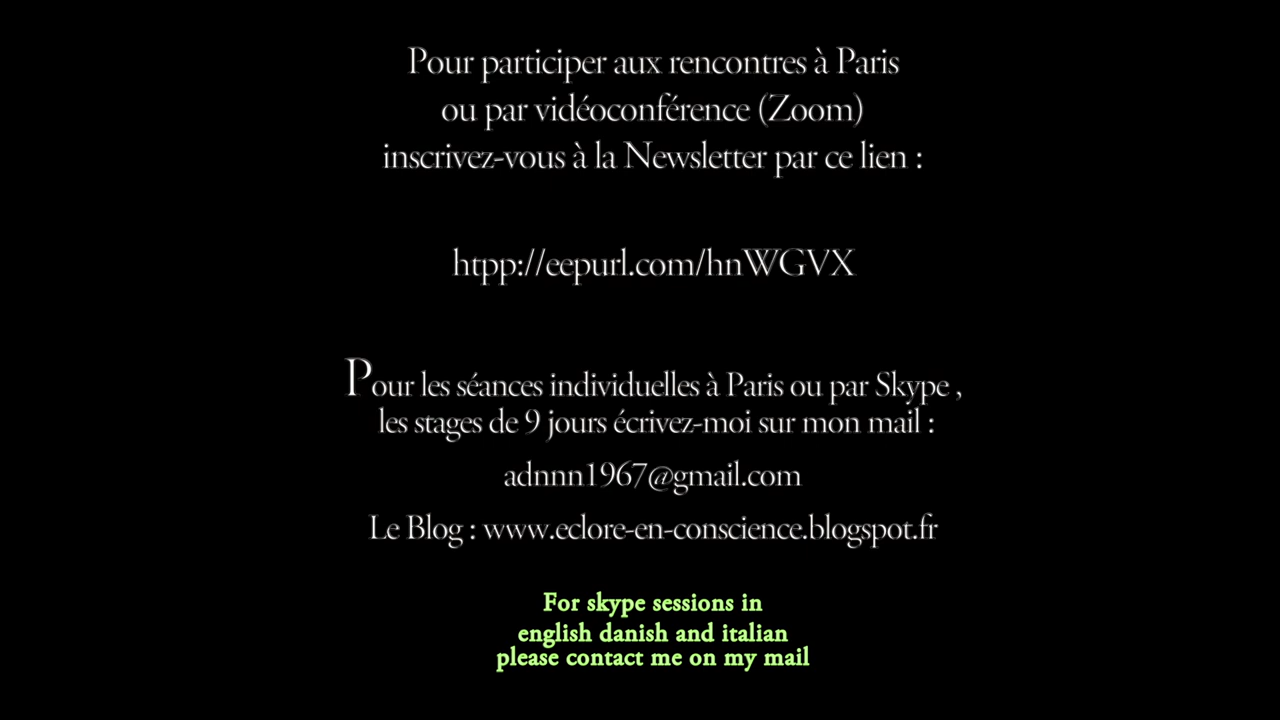 Pour participer aux rencontres à Paris
ou par vidéoconférence (Zoom)
inscrivez-vous à la Newsletter par ce lien :
htpp://eepurl.com/hnWGVX
Pour les séances individuelles à Paris ou par Skype ,
les stages de 9 jours écrivez-moi sur mon mail :
adnnn1967@gmail.com
Le Blog : www.eclore-en-conscience.blogspot.fr
For skype sessions in
english danish and italian
please contact me on my mail